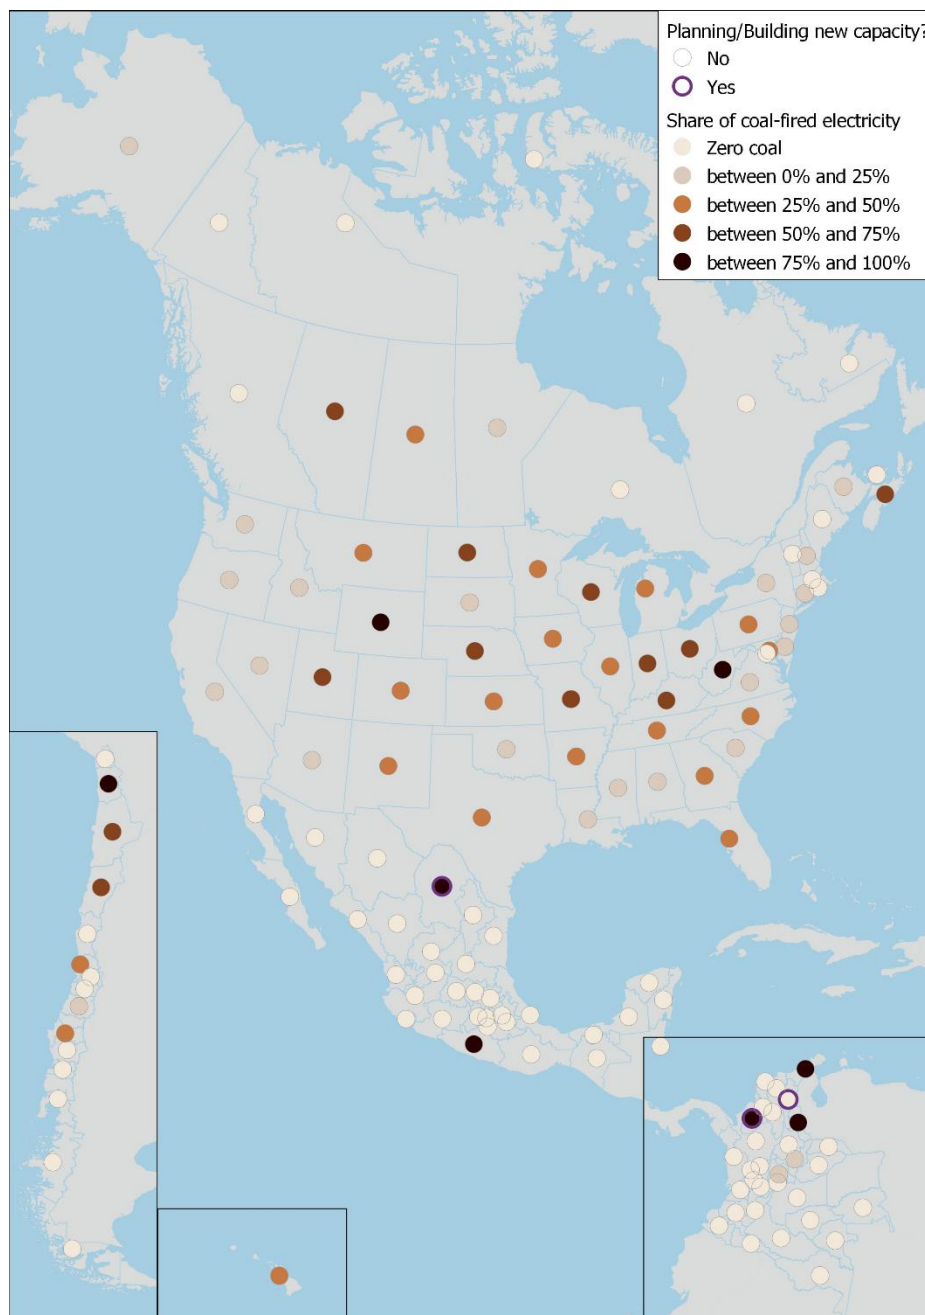 Planning/Building new capacity?
No
Yes
Share of coal-fired electricity
Zero coal
between 0% and 25%
between 25% and 50%
between 50% and 75%
between 75% and 100%